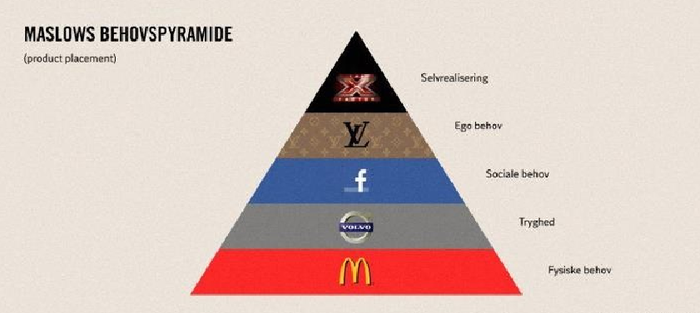 MASLOWS BEHOVSPYRAMIDE
(product placement)
X
FACTOR
Selvrealisering
LV
Ego behov
f
Sociale behov
VOLVO
Tryghed
M
Fysiske behov